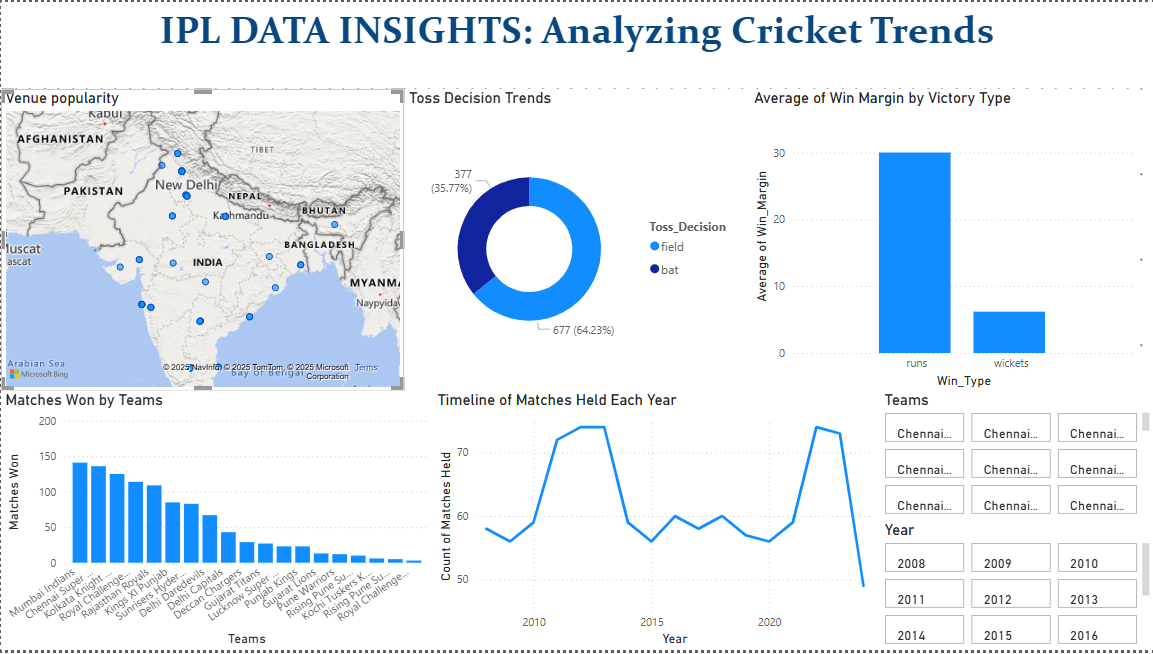 IPL DATA INSIGHTS: Analyzing Cricket Trends
Venue popularity
Kabul
AFGHANISTAN
TIBET
PAKISTAN
New Delhi
NEPAL
Kathmandu
BHUTAN
Muscat
ascat
BANGLADESH
INDIA
MYANMA
Naypyida
Arabian Sea
Bay of Bengal
Microsoft Bing
© 2025 NavInfo, © 2025 TomTom, © 2025 Microsoft Corporation
Terms
Toss Decision Trends
377
(35.77%)
677 (64.23%)
Toss_Decision
field
bat
Average of Win Margin by Victory Type
Average of Win_Margin
30
20
10
0
runs
wickets
Win_Type
Matches Won by Teams
Matches Won
200
150
100
50
0
Mumbai Indians
Chennai Super ...
Kolkata Knight ...
Royal Challenge...
Rajasthan Royals
Kings XI Punjab
Sunrisers Hyder...
Delhi Daredevils
Delhi Capitals
Deccan Chargers
Gujarat Titans
Lucknow Super ...
Punjab Kings
Gujarat Lions
Pune Warriors
Rising Pune Su...
Kochi Tuskers K...
Rising Pune Su...
Royal Challenge...
Teams
Timeline of Matches Held Each Year
Count of Matches Held
70
60
50
2010
2015
2020
Year
Teams
Chennai...
Chennai...
Chennai...
Chennai...
Chennai...
Chennai...
Chennai...
Chennai...
Chennai...
Year
2008
2009
2010
2011
2012
2013
2014
2015
2016